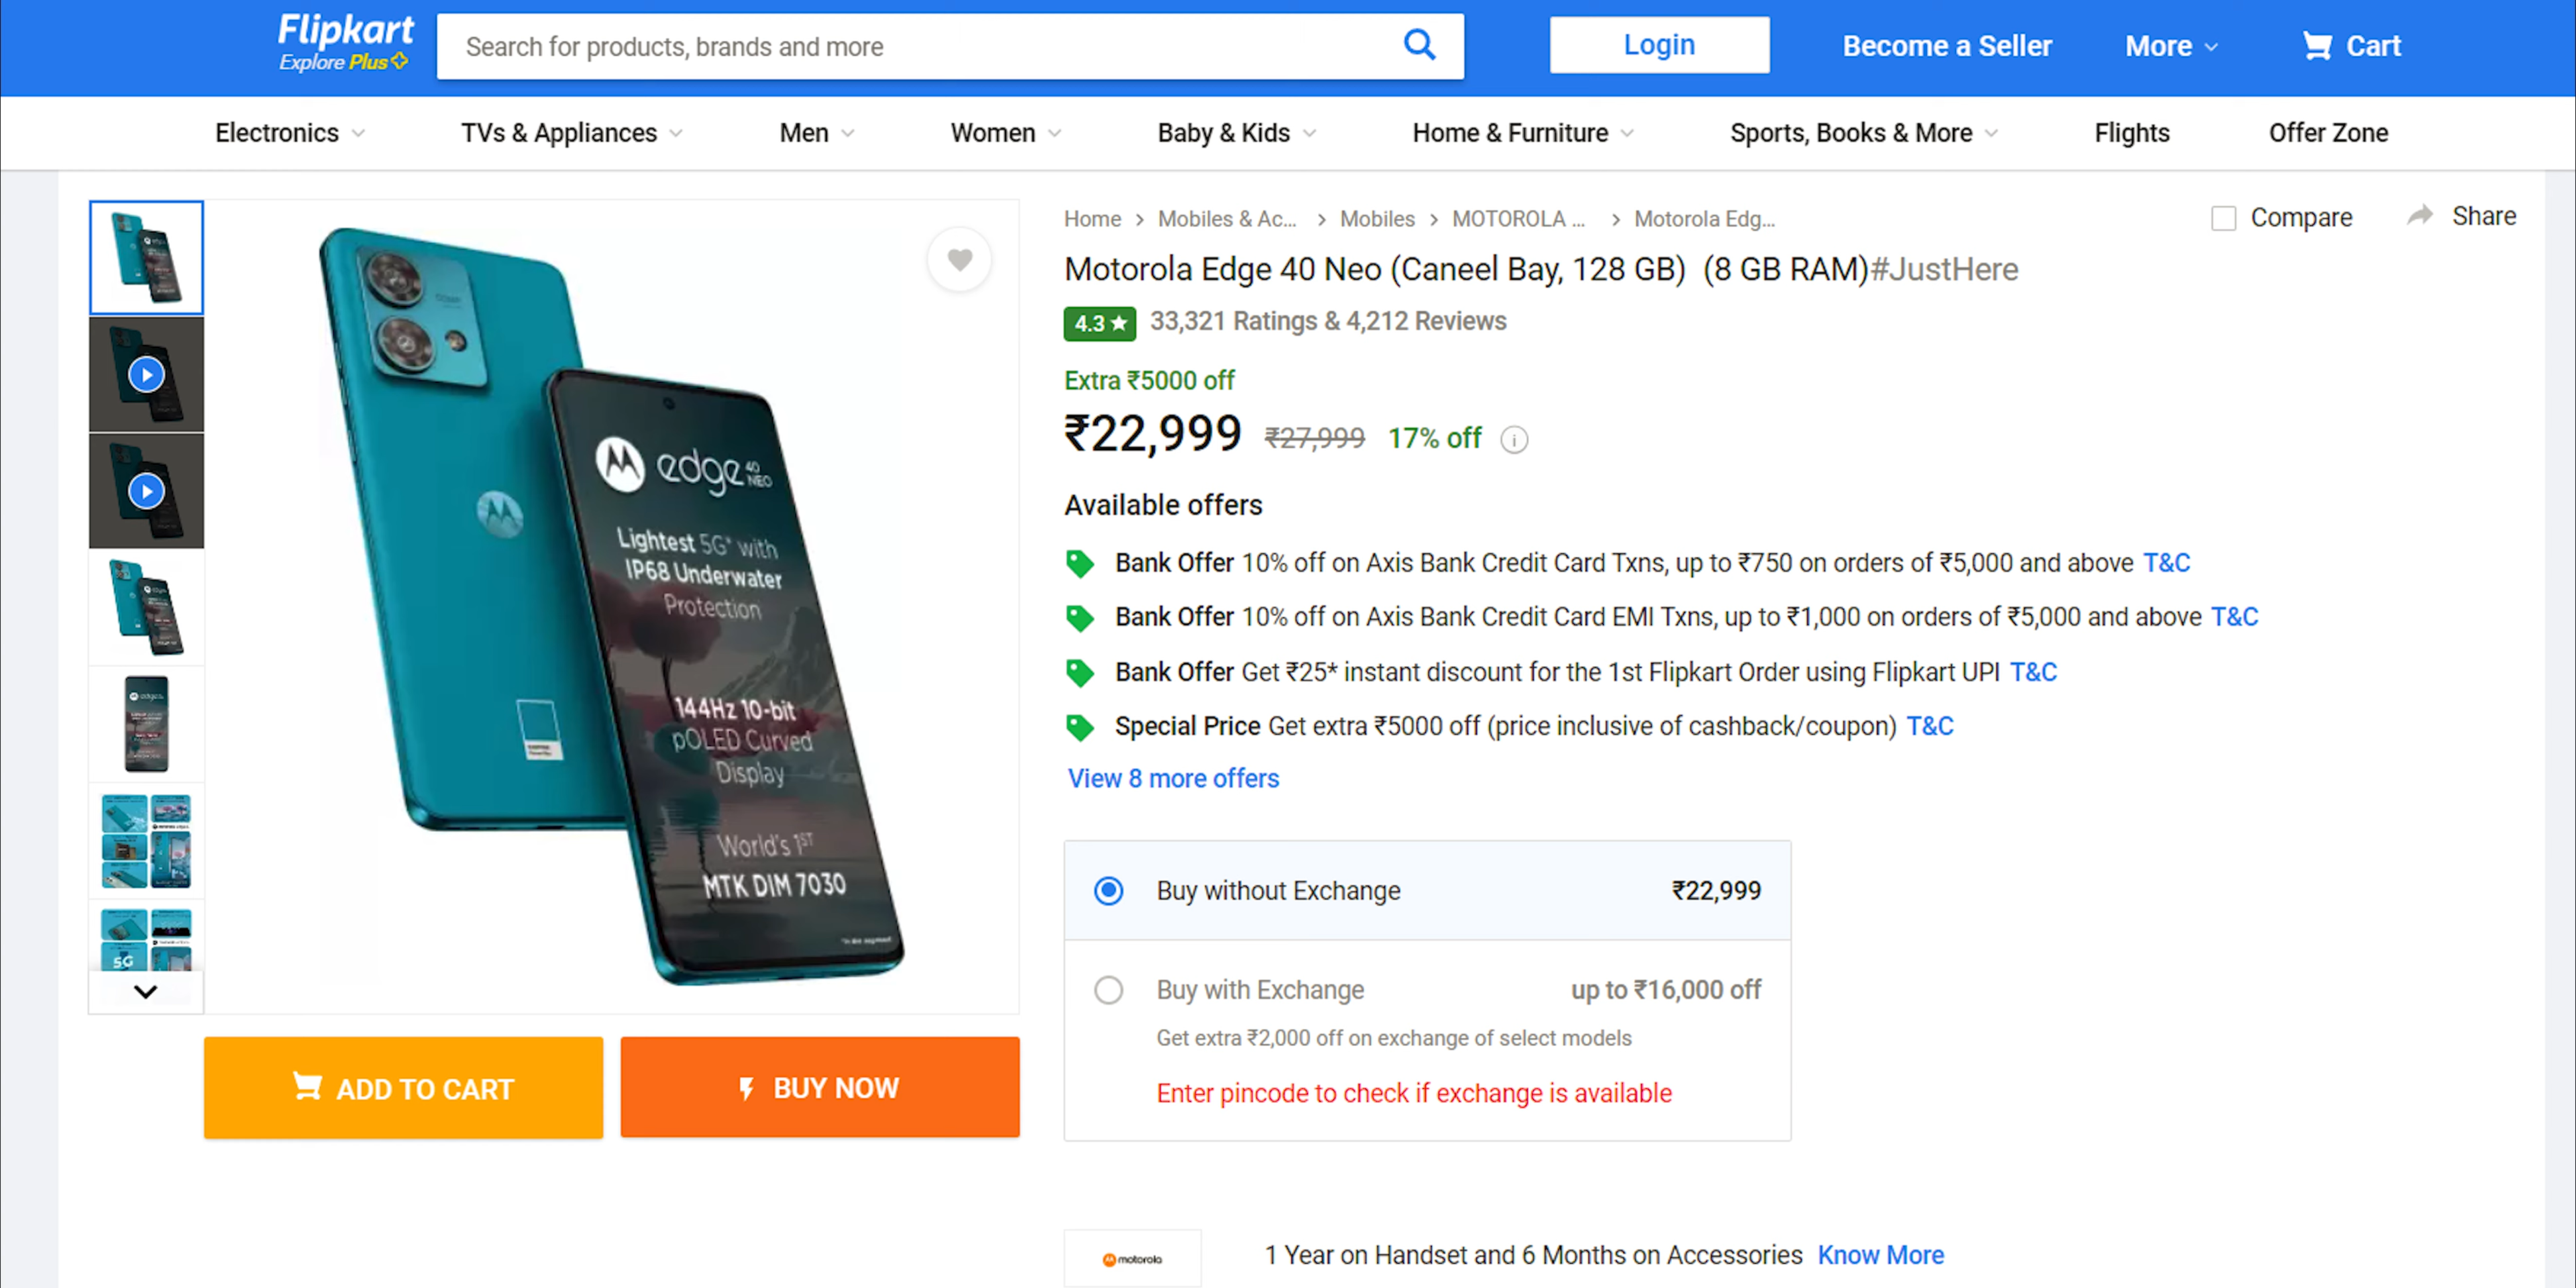 Flipkart
Explore Plus
Search for products, brands and more
Login
Become a Seller
More
Cart
Electronics
TVs & Appliances
Men
Women
Baby & Kids
Home & Furniture
Sports, Books & More
Flights
Offer Zone
edge 40 NEO
Lightest 5G* with
IP68 Underwater
Protection
144Hz 10-bit
pOLED Curved
Display
World's 1ST
MTK DIM 7030
5G
ADD TO CART
BUY NOW
Home > Mobiles & Ac... > Mobiles > MOTOROLA ... > Motorola Edg...
Compare
Share
Motorola Edge 40 Neo (Caneel Bay, 128 GB) (8 GB RAM)#JustHere
4.3★ 33,321 Ratings & 4,212 Reviews
Extra ₹5000 off
₹22,999 ₹27,999 17% off i
Available offers
Bank Offer 10% off on Axis Bank Credit Card Txns, up to ₹750 on orders of ₹5,000 and above T&C
Bank Offer 10% off on Axis Bank Credit Card EMI Txns, up to ₹1,000 on orders of ₹5,000 and above T&C
Bank Offer Get ₹25* instant discount for the 1st Flipkart Order using Flipkart UPI T&C
Special Price Get extra ₹5000 off (price inclusive of cashback/coupon) T&C
View 8 more offers
Buy without Exchange ₹22,999
Buy with Exchange up to ₹16,000 off
Get extra ₹2,000 off on exchange of select models
Enter pincode to check if exchange is available
motorola
1 Year on Handset and 6 Months on Accessories Know More